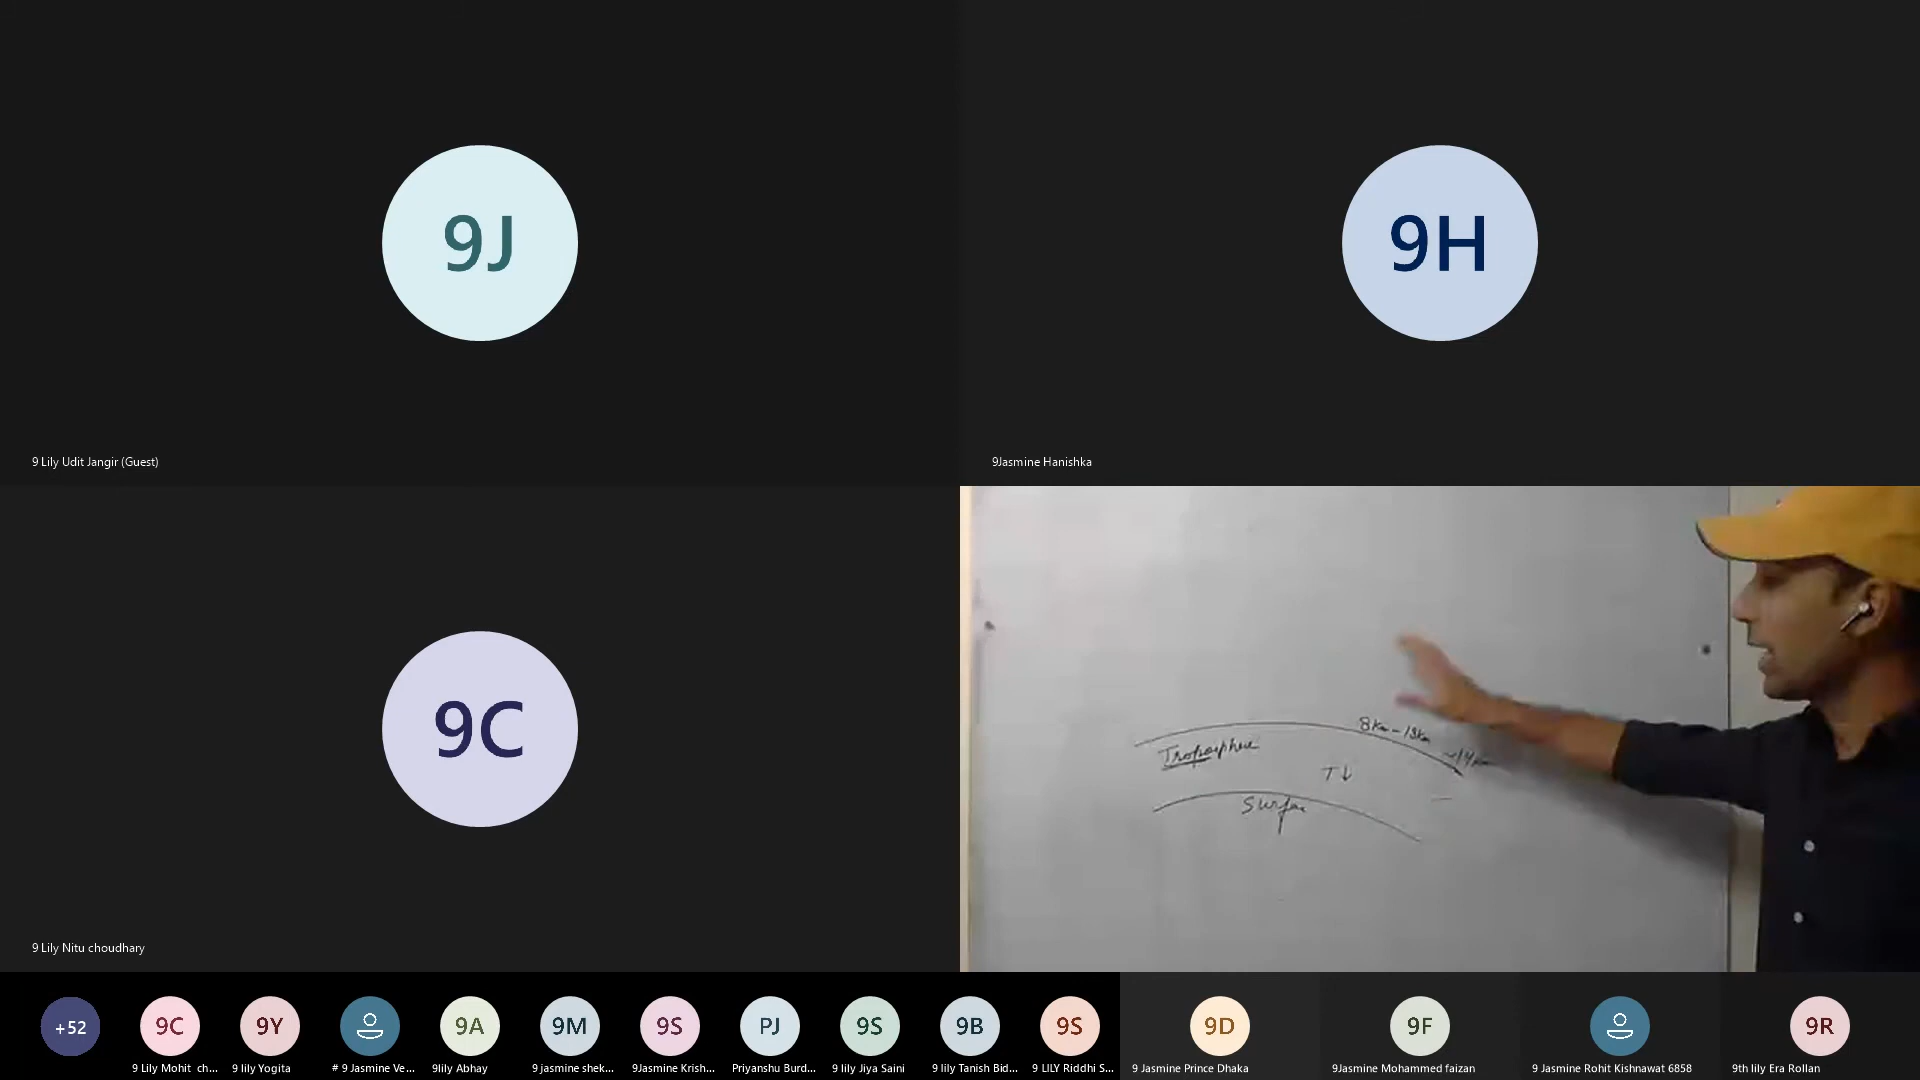 9J
9 Lily Udit Jangir (Guest)
9H
9Jasmine Hanishka
9C
9 Lily Nitu choudhary
8km - 18km
Troposphere
T↓
Surfac
+52
9C
9 Lily Mohit ch...
9Y
9 lily Yogita
# 9 Jasmine Ve...
9A
9lily Abhay
9M
9 jasmine shek...
9S
9Jasmine Krish...
PJ
Priyanshu Burd...
9S
9 lily Jiya Saini
9B
9 lily Tanish Bid...
9S
9 LILY Riddhi S...
9D
9 Jasmine Prince Dhaka
9F
9Jasmine Mohammed faizan
9 Jasmine Rohit Kishnawat 6858
9R
9th lily Era Rollan